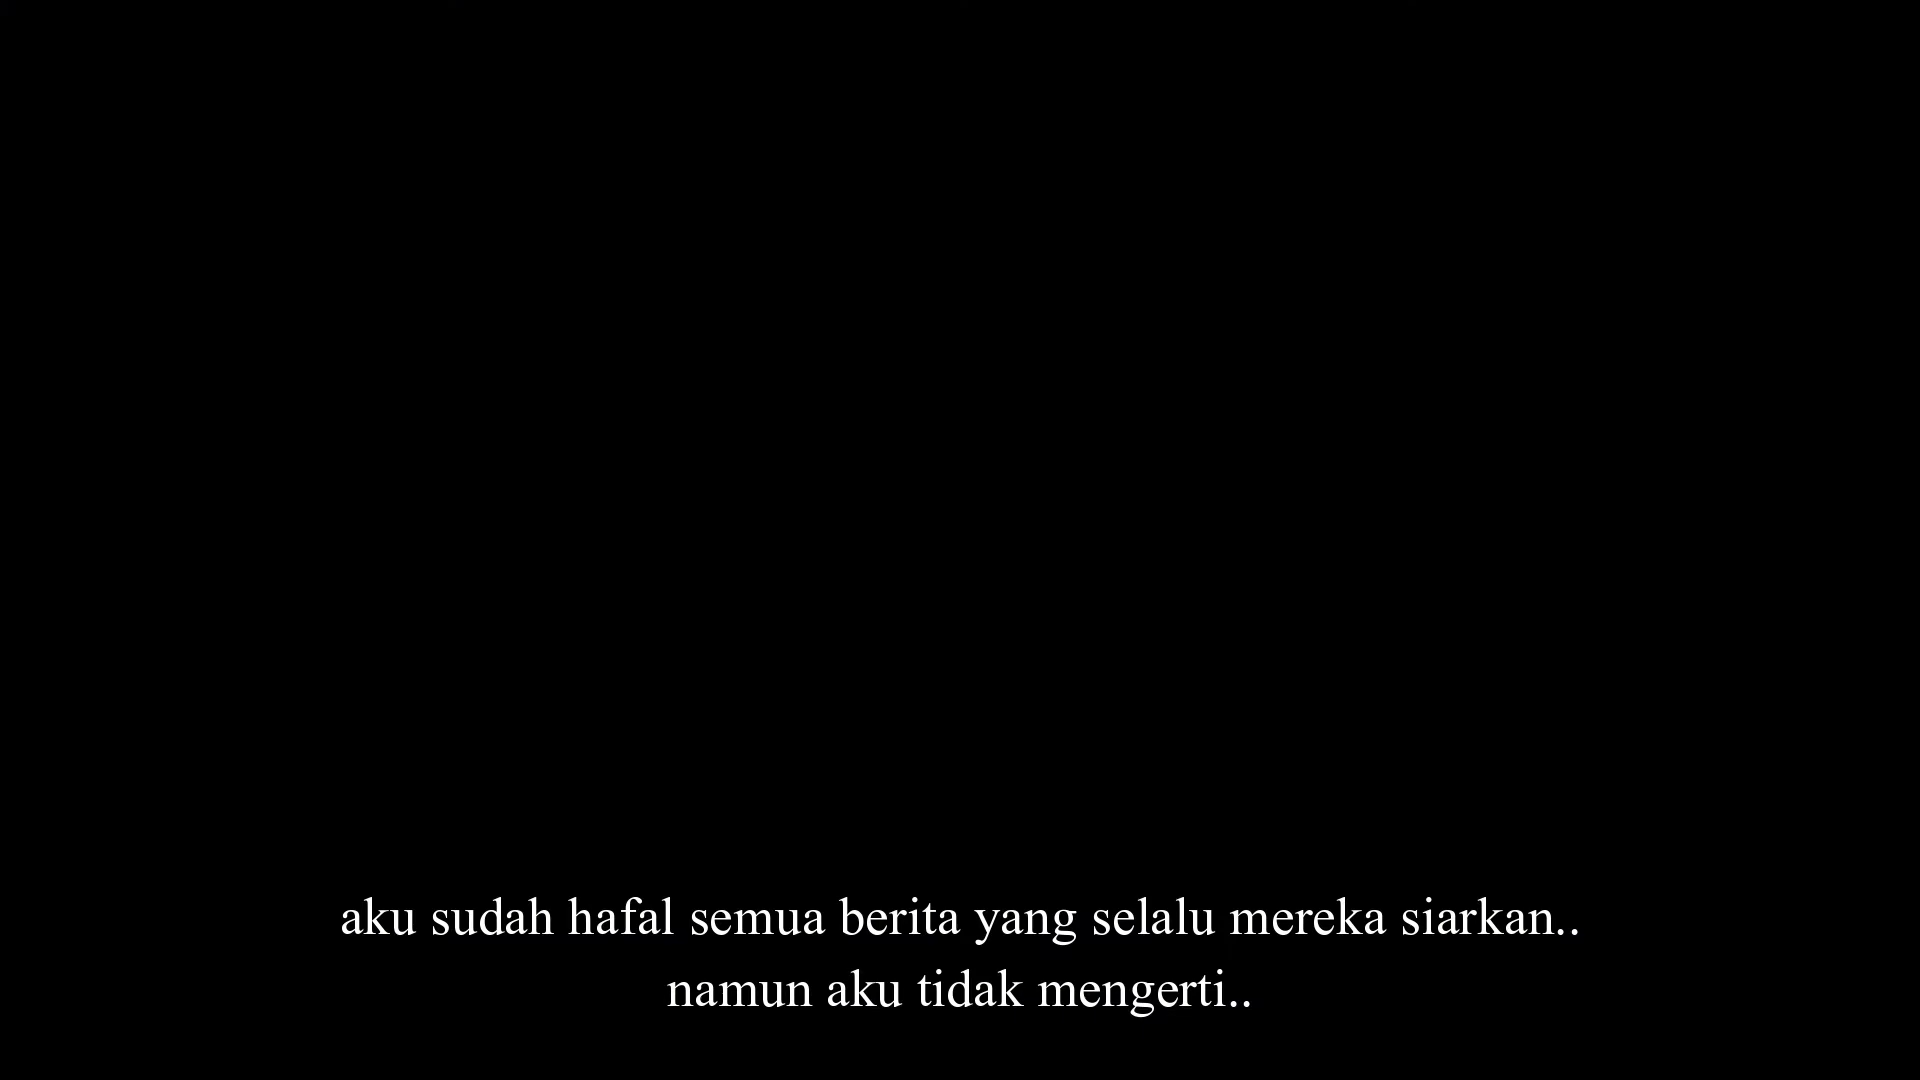 aku sudah hafal semua berita yang selalu mereka siarkan..
namun aku tidak mengerti..